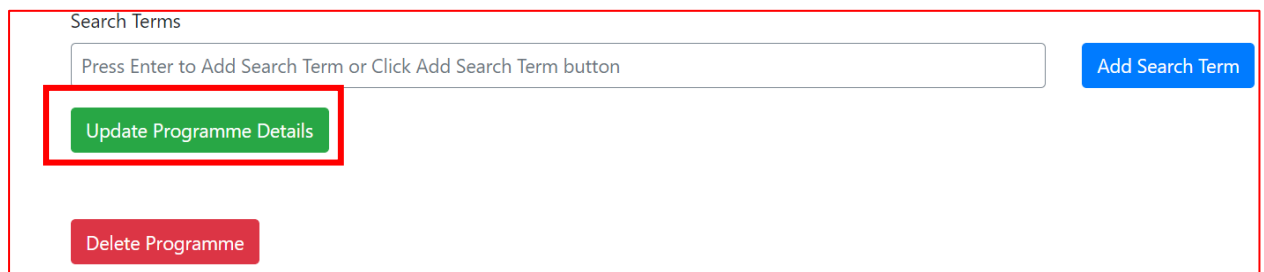 Search Terms
Press Enter to Add Search Term or Click Add Search Term button
Add Search Term
Update Programme Details
Delete Programme